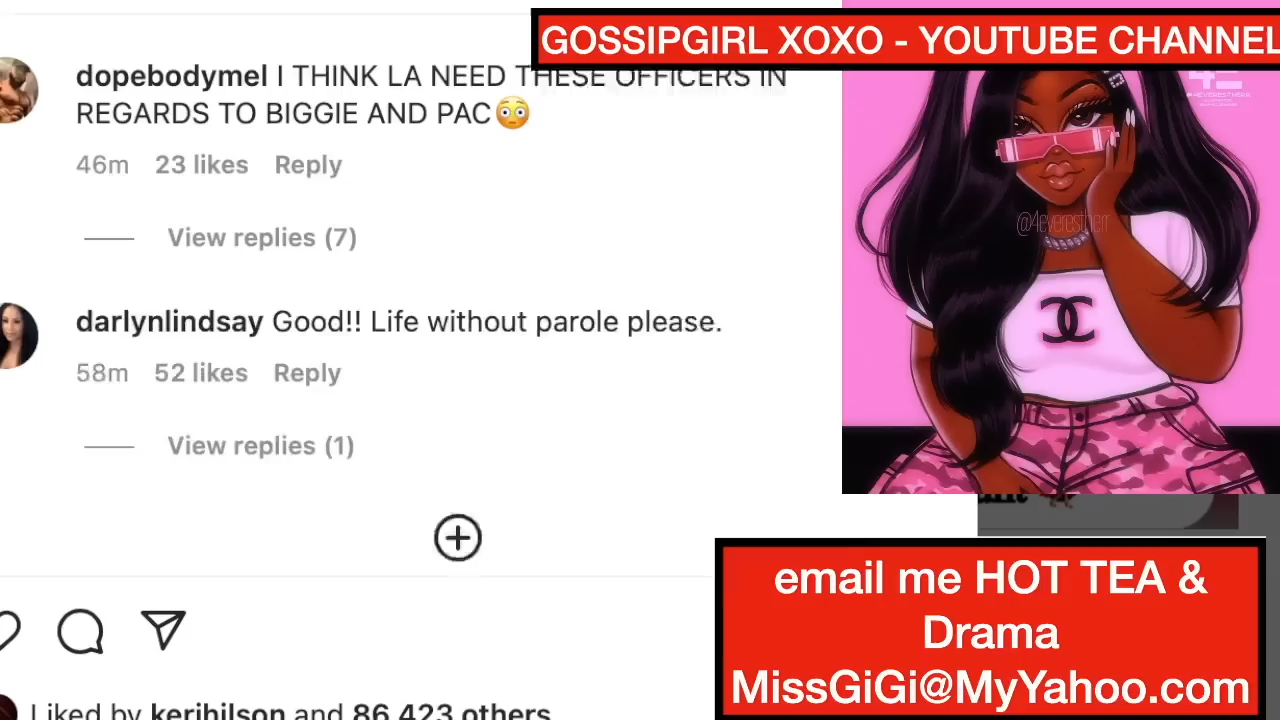 GOSSIPGIRL XOXO - YOUTUBE CHANNEL
dopebodymel I THINK LA NEED THESE OFFICERS IN
REGARDS TO BIGGIE AND PAC😳
46m 23 likes Reply
View replies (7)
@4everestherr
darlynlindsay Good!! Life without parole please.
58m 52 likes Reply
View replies (1)
email me HOT TEA &
Drama
MissGiGi@MyYahoo.com
Liked by kerihilson and 86,423 others